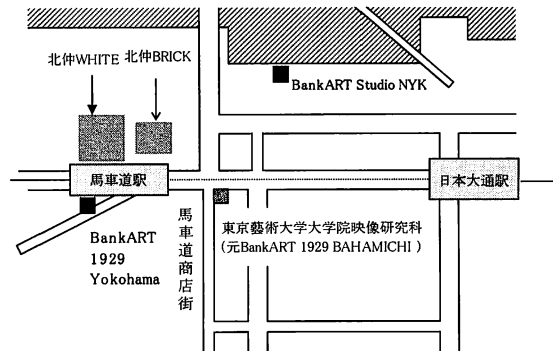 北仲WHITE
北仲BRICK
BankART Studio NYK
馬車道駅
日本大通駅
BankART
1929
Yokohama
馬車道商店街
東京藝術大学大学院映像研究科
(元BankART 1929 BAHAMICHI )